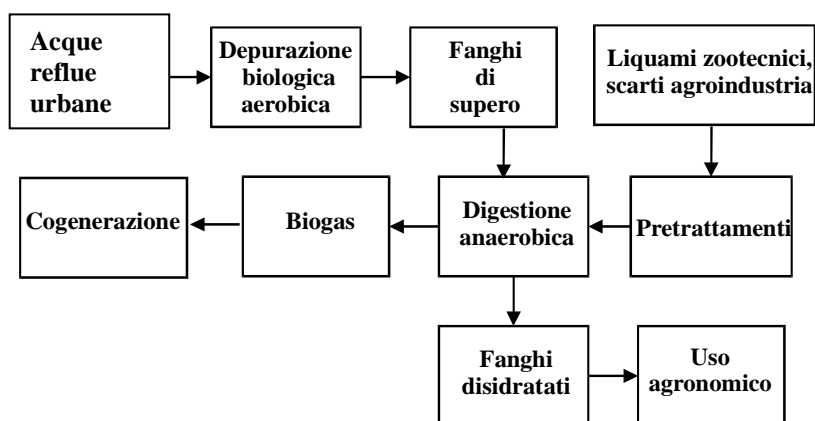 Acque
reflue
urbane
Depurazione
biologica
aerobica
Fanghi
di
supero
Liquami zootecnici,
scarti agroindustria
Cogenerazione
Biogas
Digestione
anaerobica
Pretrattamenti
Fanghi
disidratati
Uso
agronomico